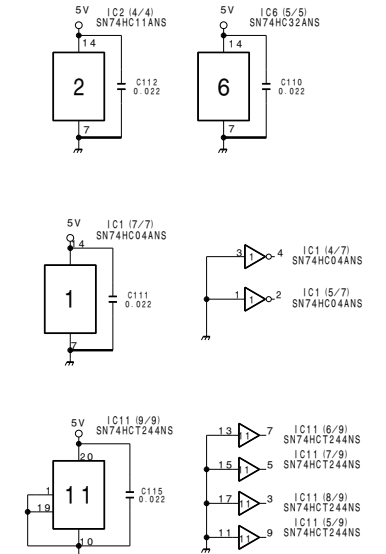 5V IC2 (4/4)
SN74HC11ANS
14
2
C112
0.022
7
5V IC6 (5/5)
SN74HC32ANS
14
6
C110
0.022
7
5V IC1 (7/7)
SN74HC04ANS
14
1
C111
0.022
7
3 1 4 IC1 (4/7)
SN74HC04ANS
1 1 2 IC1 (5/7)
SN74HC04ANS
5V IC11 (9/9)
SN74HCT244NS
20
1
19
11
C115
0.022
10
13 11 7 IC11 (6/9)
SN74HCT244NS
15 11 5 IC11 (7/9)
SN74HCT244NS
17 11 3 IC11 (8/9)
SN74HCT244NS
11 11 9 IC11 (5/9)
SN74HCT244NS